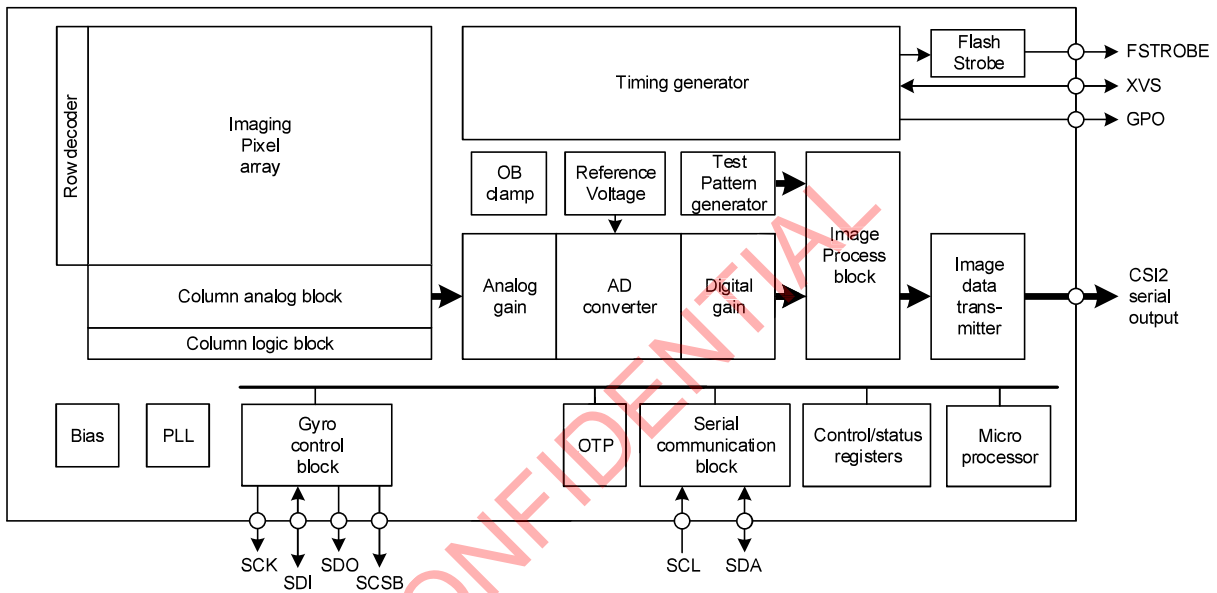 Row decoder
Imaging
Pixel
array
Column analog block
Column logic block
Timing generator
Flash
Strobe
FSTROBE
XVS
GPO
OB
clamp
Reference
Voltage
Test
Pattern
generator
Analog
gain
AD
converter
Digital
gain
Image
Process
block
Image
data
trans-
mitter
CSI2
serial
output
Bias
PLL
Gyro
control
block
OTP
Serial
communication
block
Control/status
registers
Micro
processor
SCK
SDI
SDO
SCSB
SCL
SDA
ONFIDENTIAL